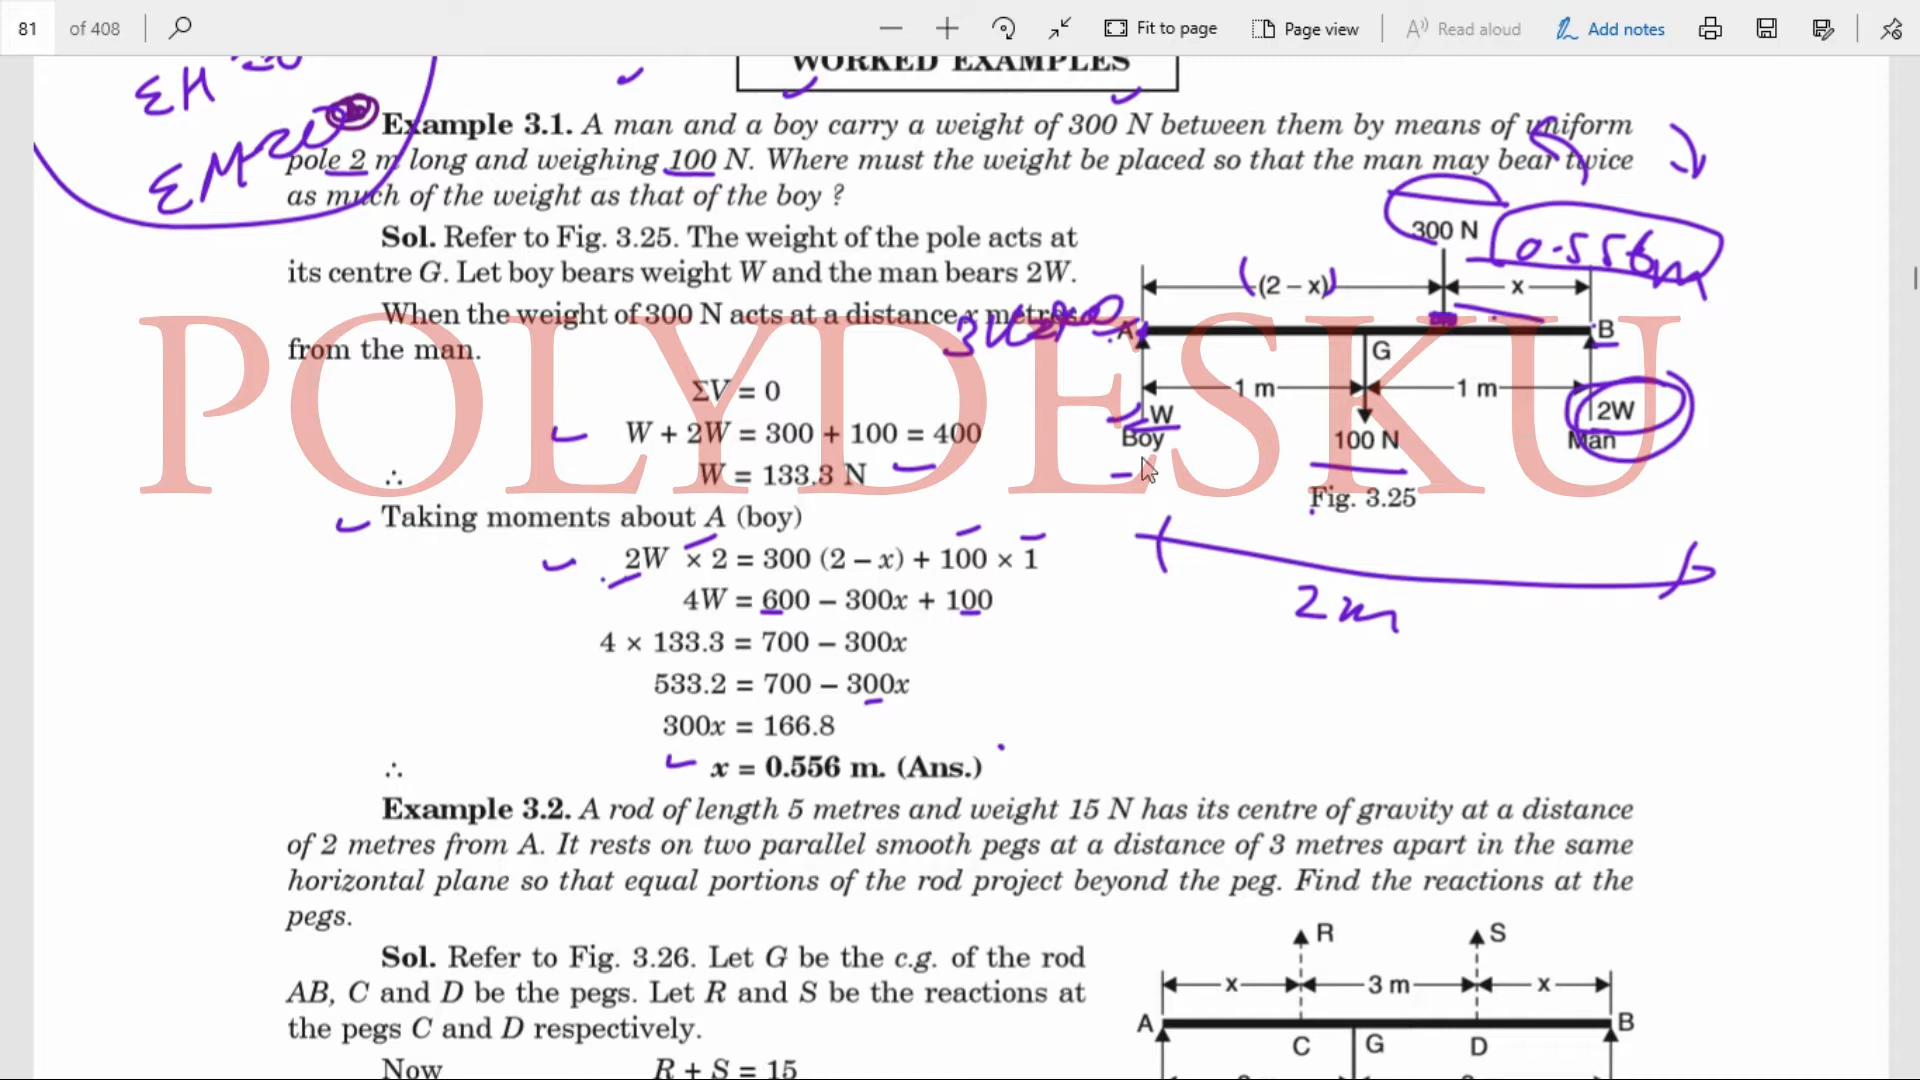 81 of 408 Fit to page Page view Read aloud Add notes
WORKED EXAMPLES
ΣH
ΣM
Example 3.1. A man and a boy carry a weight of 300 N between them by means of uniform
pole 2 m long and weighing 100 N. Where must the weight be placed so that the man may bear twice
as much of the weight as that of the boy ?
Sol. Refer to Fig. 3.25. The weight of the pole acts at
its centre G. Let boy bears weight W and the man bears 2W.
When the weight of 300 N acts at a distance x metres
from the man.
ΣV = 0
W + 2W = 300 + 100 = 400
∴ W = 133.3 N
Taking moments about A (boy)
2W × 2 = 300 (2 – x) + 100 × 1
4W = 600 – 300x + 100
4 × 133.3 = 700 – 300x
533.2 = 700 – 300x
300x = 166.8
∴ x = 0.556 m. (Ans.)
300 N
0.556m
(2 – x) x
A B
G
1 m 1 m
W 2W
Boy 100 N Man
Fig. 3.25
2m
POLYDESKU
Example 3.2. A rod of length 5 metres and weight 15 N has its centre of gravity at a distance
of 2 metres from A. It rests on two parallel smooth pegs at a distance of 3 metres apart in the same
horizontal plane so that equal portions of the rod project beyond the peg. Find the reactions at the
pegs.
Sol. Refer to Fig. 3.26. Let G be the c.g. of the rod
AB, C and D be the pegs. Let R and S be the reactions at
the pegs C and D respectively.
Now R + S = 15
R S
x 3 m x
A B
C G D